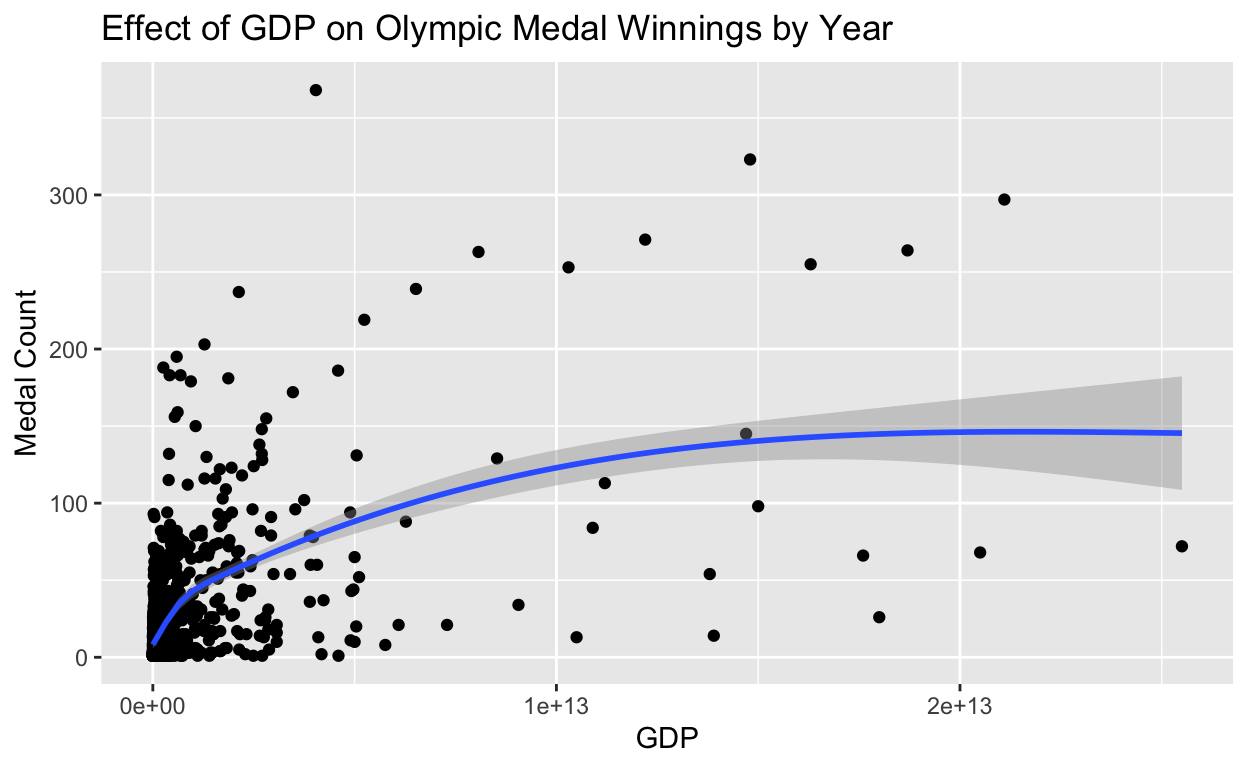 Effect of GDP on Olympic Medal Winnings by Year
Medal Count
300
200
100
0
0e+00
1e+13
2e+13
GDP